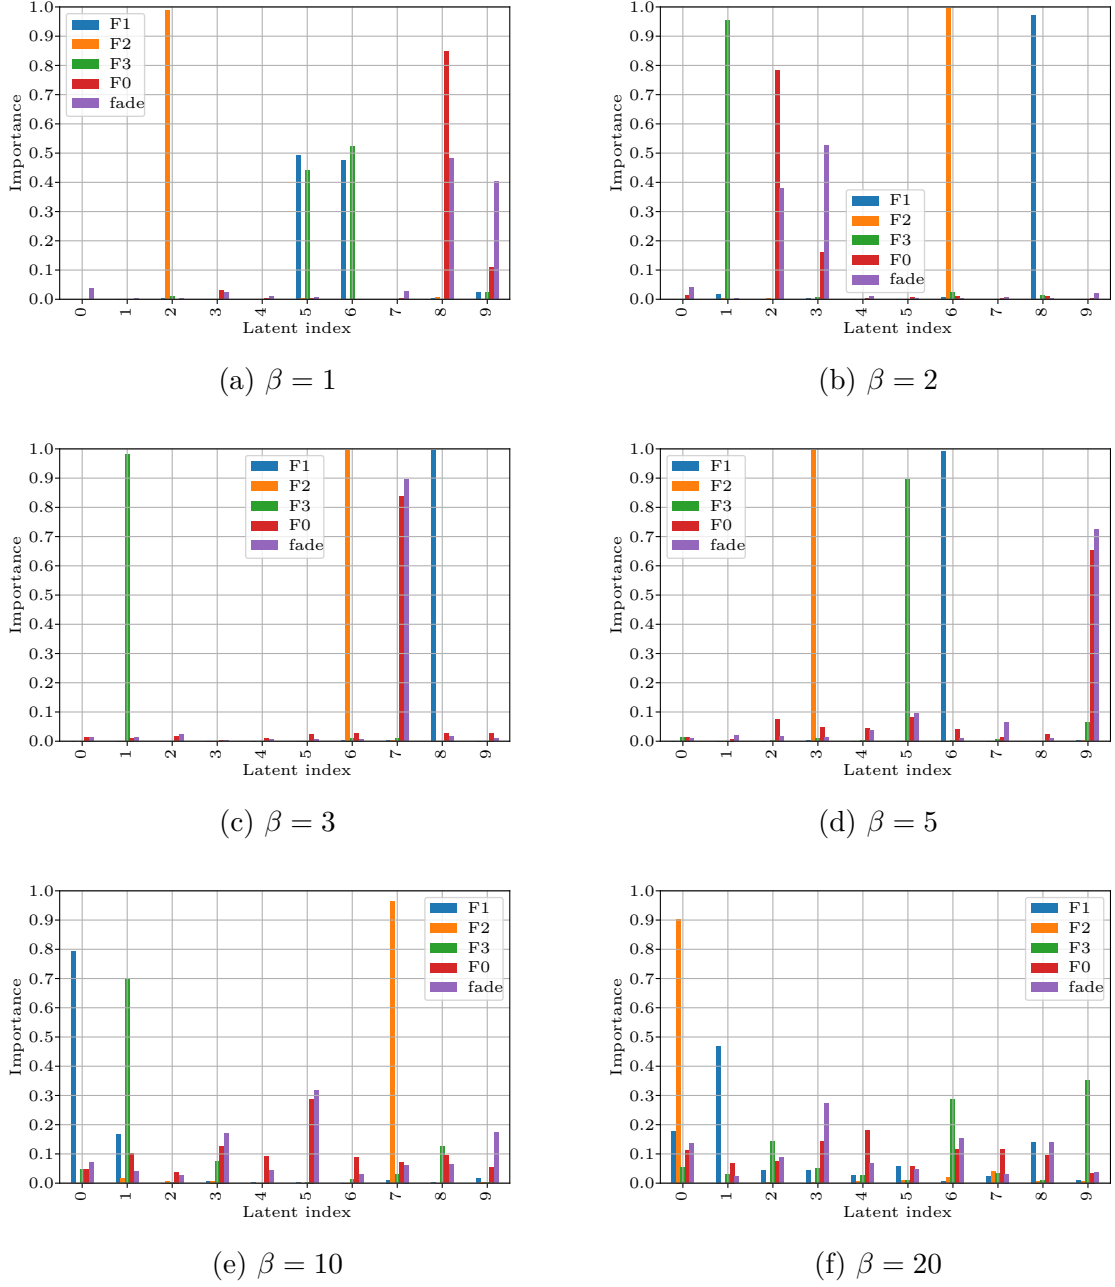 1.0
0.9
0.8
0.7
0.6
0.5
0.4
0.3
0.2
0.1
0.0
Importance
F1
F2
F3
F0
fade
0 1 2 3 4 5 6 7 8 9
Latent index
(a) β = 1
1.0
0.9
0.8
0.7
0.6
0.5
0.4
0.3
0.2
0.1
0.0
Importance
F1
F2
F3
F0
fade
0 1 2 3 4 5 6 7 8 9
Latent index
(b) β = 2
1.0
0.9
0.8
0.7
0.6
0.5
0.4
0.3
0.2
0.1
0.0
Importance
F1
F2
F3
F0
fade
0 1 2 3 4 5 6 7 8 9
Latent index
(c) β = 3
1.0
0.9
0.8
0.7
0.6
0.5
0.4
0.3
0.2
0.1
0.0
Importance
F1
F2
F3
F0
fade
0 1 2 3 4 5 6 7 8 9
Latent index
(d) β = 5
1.0
0.9
0.8
0.7
0.6
0.5
0.4
0.3
0.2
0.1
0.0
Importance
F1
F2
F3
F0
fade
0 1 2 3 4 5 6 7 8 9
Latent index
(e) β = 10
1.0
0.9
0.8
0.7
0.6
0.5
0.4
0.3
0.2
0.1
0.0
Importance
F1
F2
F3
F0
fade
0 1 2 3 4 5 6 7 8 9
Latent index
(f) β = 20